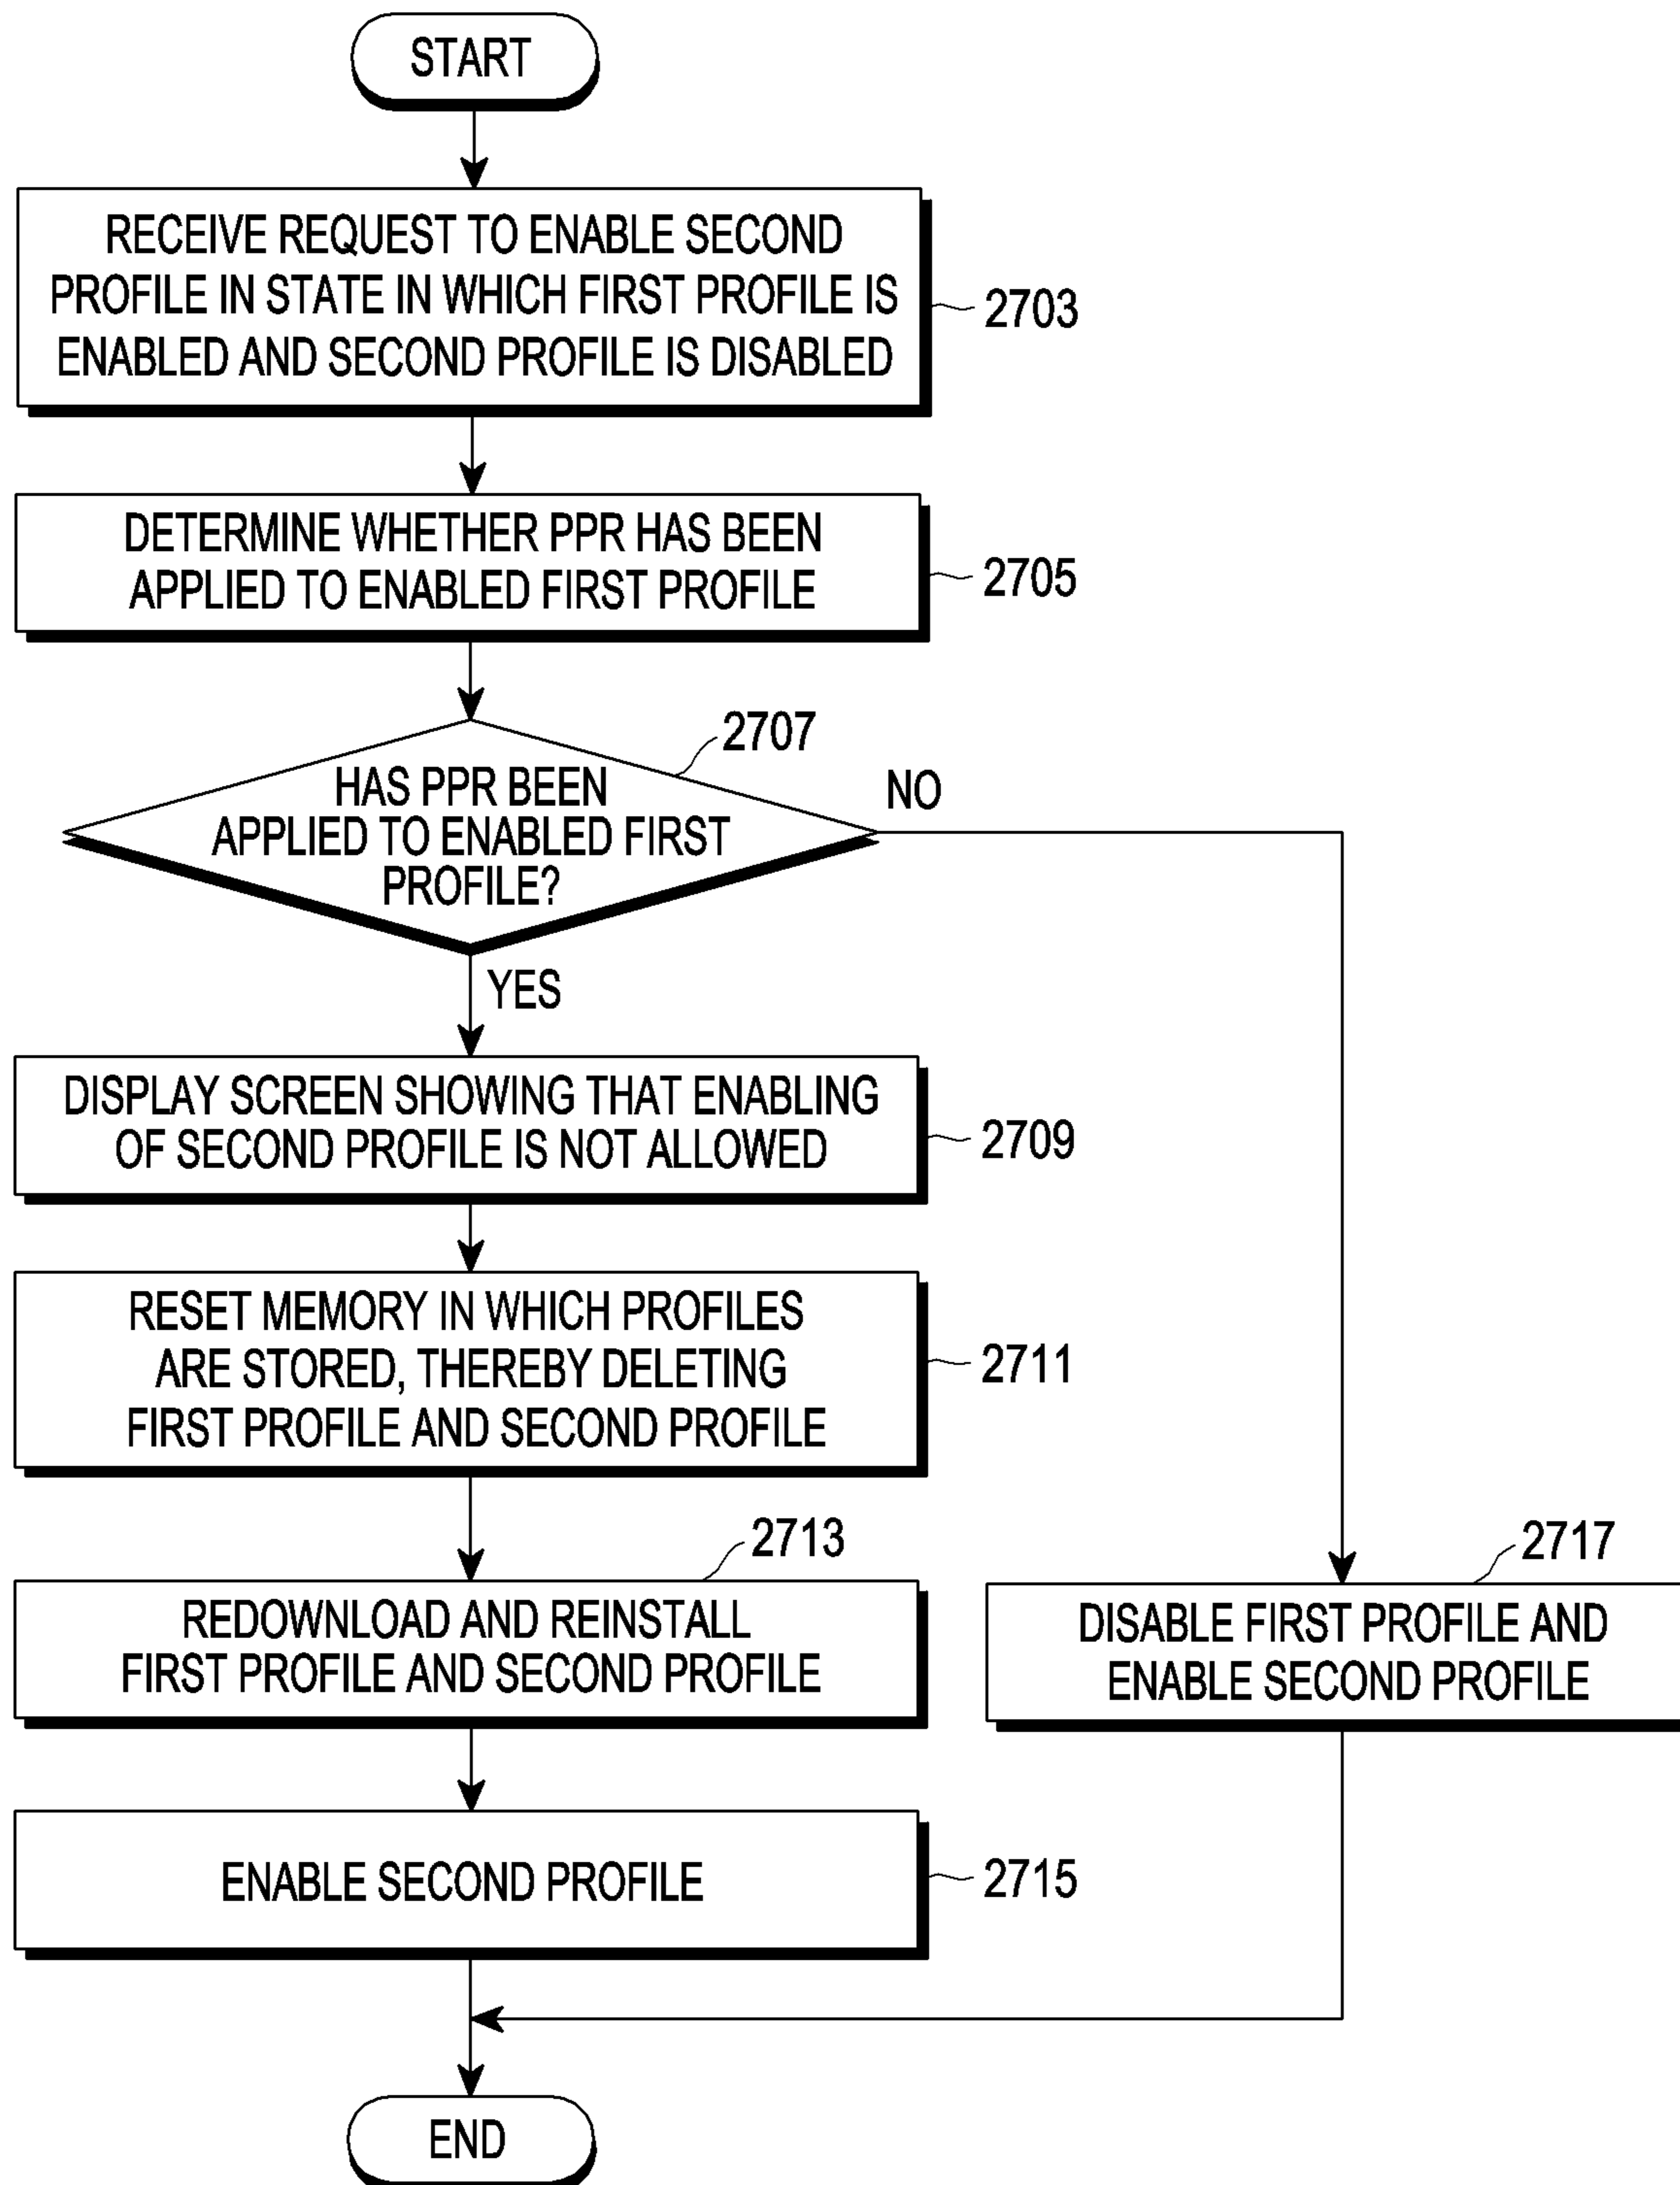 START
RECEIVE REQUEST TO ENABLE SECOND
PROFILE IN STATE IN WHICH FIRST PROFILE IS
ENABLED AND SECOND PROFILE IS DISABLED
2703
DETERMINE WHETHER PPR HAS BEEN
APPLIED TO ENABLED FIRST PROFILE
2705
2707
HAS PPR BEEN
APPLIED TO ENABLED FIRST
PROFILE?
NO
YES
DISPLAY SCREEN SHOWING THAT ENABLING
OF SECOND PROFILE IS NOT ALLOWED
2709
RESET MEMORY IN WHICH PROFILES
ARE STORED, THEREBY DELETING
FIRST PROFILE AND SECOND PROFILE
2711
2713
REDOWNLOAD AND REINSTALL
FIRST PROFILE AND SECOND PROFILE
2717
DISABLE FIRST PROFILE AND
ENABLE SECOND PROFILE
ENABLE SECOND PROFILE
2715
END